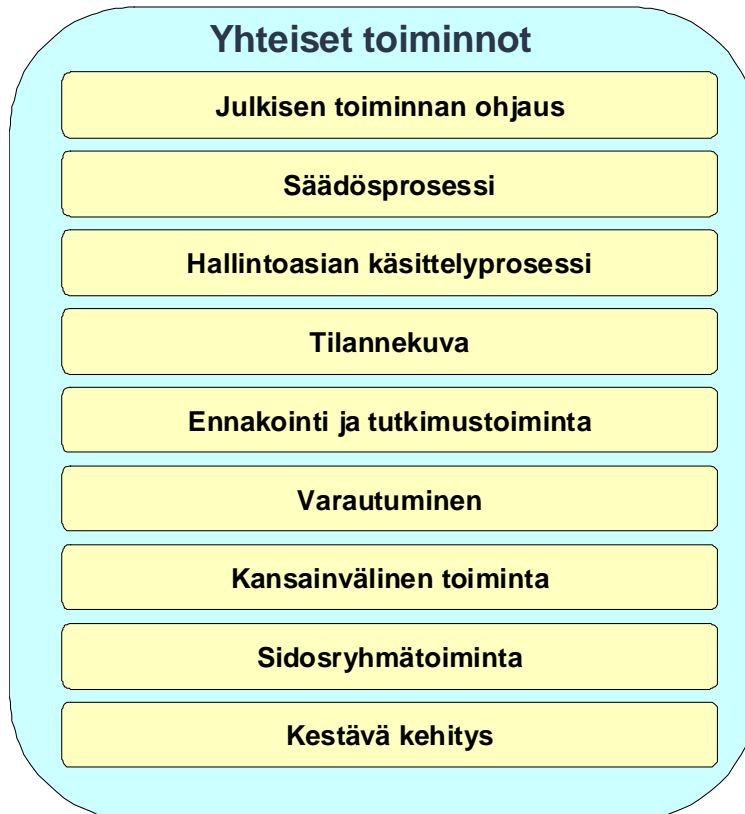 Yhteiset toiminnot
Julkisen toiminnan ohjaus
Säädösprosessi
Hallintoasian käsittelyprosessi
Tilannekuva
Ennakointi ja tutkimustoiminta
Varautuminen
Kansainvälinen toiminta
Sidosryhmätoiminta
Kestävä kehitys